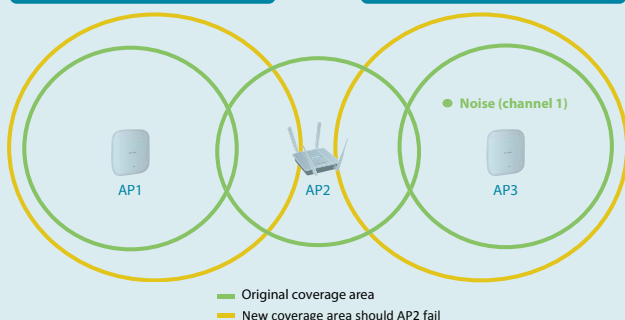 Noise (channel 1)
AP1
AP2
AP3
Original coverage area
New coverage area should AP2 fail